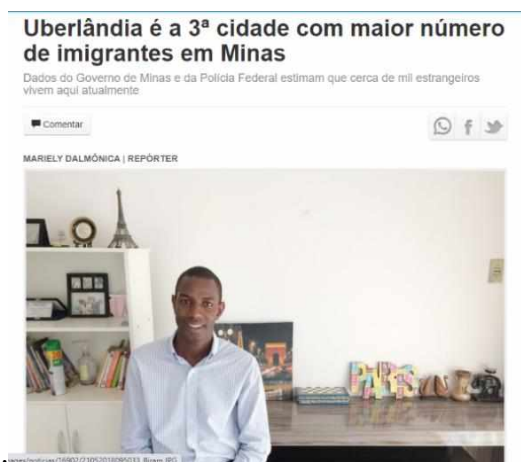 Uberlândia é a 3ª cidade com maior número
de imigrantes em Minas
Dados do Governo de Minas e da Polícia Federal estimam que cerca de mil estrangeiros
vivem aqui atualmente
Comentar
MARIELY DALMÔNICA | REPÓRTER
PARIS